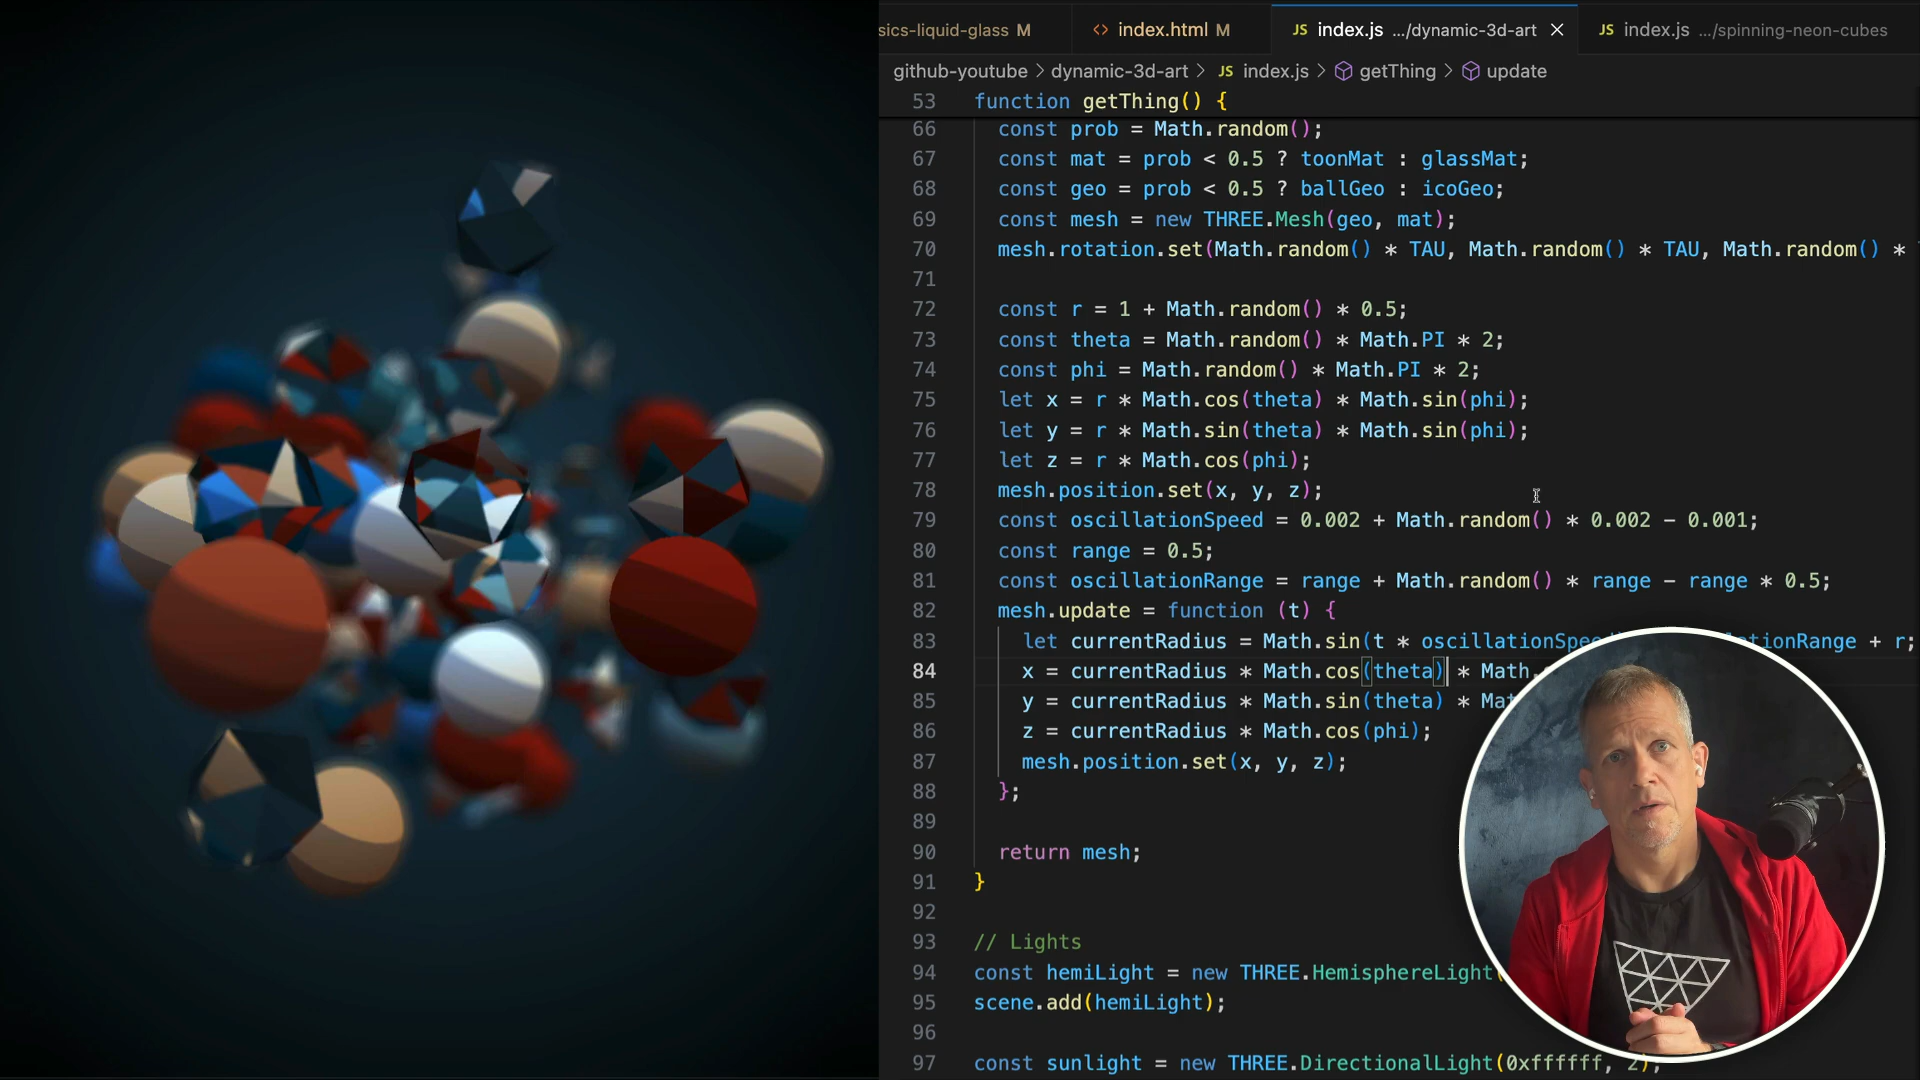 sics-liquid-glass M
<> index.html M
JS index.js .../dynamic-3d-art ×
JS index.js .../spinning-neon-cubes
github-youtube > dynamic-3d-art > JS index.js > getThing > update
53 function getThing() {
66 const prob = Math.random();
67 const mat = prob < 0.5 ? toonMat : glassMat;
68 const geo = prob < 0.5 ? ballGeo : icoGeo;
69 const mesh = new THREE.Mesh(geo, mat);
70 mesh.rotation.set(Math.random() * TAU, Math.random() * TAU, Math.random() *
71
72 const r = 1 + Math.random() * 0.5;
73 const theta = Math.random() * Math.PI * 2;
74 const phi = Math.random() * Math.PI * 2;
75 let x = r * Math.cos(theta) * Math.sin(phi);
76 let y = r * Math.sin(theta) * Math.sin(phi);
77 let z = r * Math.cos(phi);
78 mesh.position.set(x, y, z);
79 const oscillationSpeed = 0.002 + Math.random() * 0.002 - 0.001;
80 const range = 0.5;
81 const oscillationRange = range + Math.random() * range - range * 0.5;
82 mesh.update = function (t) {
83 let currentRadius = Math.sin(t * oscillationSpee lationRange + r;
84 x = currentRadius * Math.cos(theta) * Math.
85 y = currentRadius * Math.sin(theta) * Mat
86 z = currentRadius * Math.cos(phi);
87 mesh.position.set(x, y, z);
88 };
89
90 return mesh;
91 }
92
93 // Lights
94 const hemiLight = new THREE.HemisphereLight(
95 scene.add(hemiLight);
96
97 const sunlight = new THREE.DirectionalLight(0xffffff, 2);